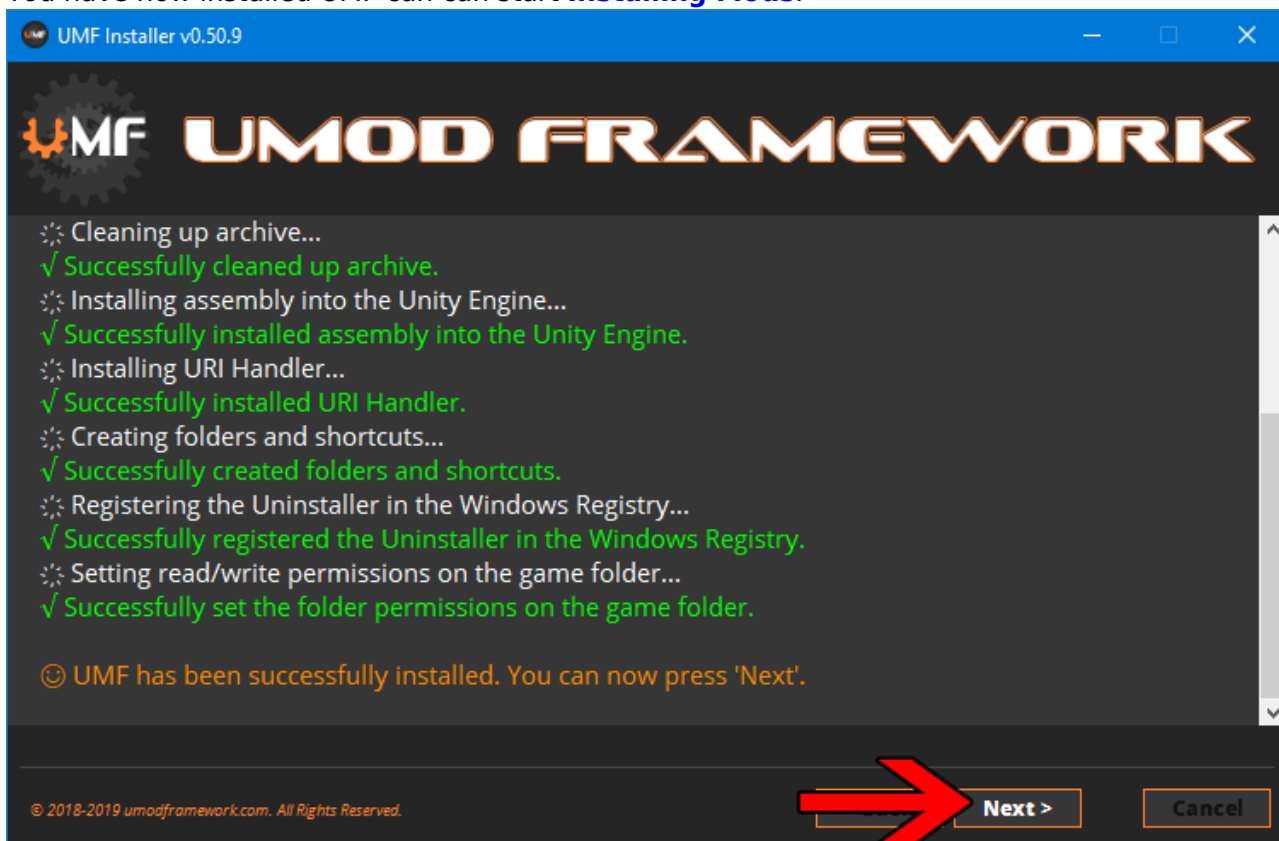 UMF Installer v0.50.9
UMF UMOD FRAMEWORK
Cleaning up archive...
√ Successfully cleaned up archive.
Installing assembly into the Unity Engine...
√ Successfully installed assembly into the Unity Engine.
Installing URI Handler...
√ Successfully installed URI Handler.
Creating folders and shortcuts...
√ Successfully created folders and shortcuts.
Registering the Uninstaller in the Windows Registry...
√ Successfully registered the Uninstaller in the Windows Registry.
Setting read/write permissions on the game folder...
√ Successfully set the folder permissions on the game folder.
☺ UMF has been successfully installed. You can now press 'Next'.
© 2018-2019 umodframework.com. All Rights Reserved.
Next >
Cancel